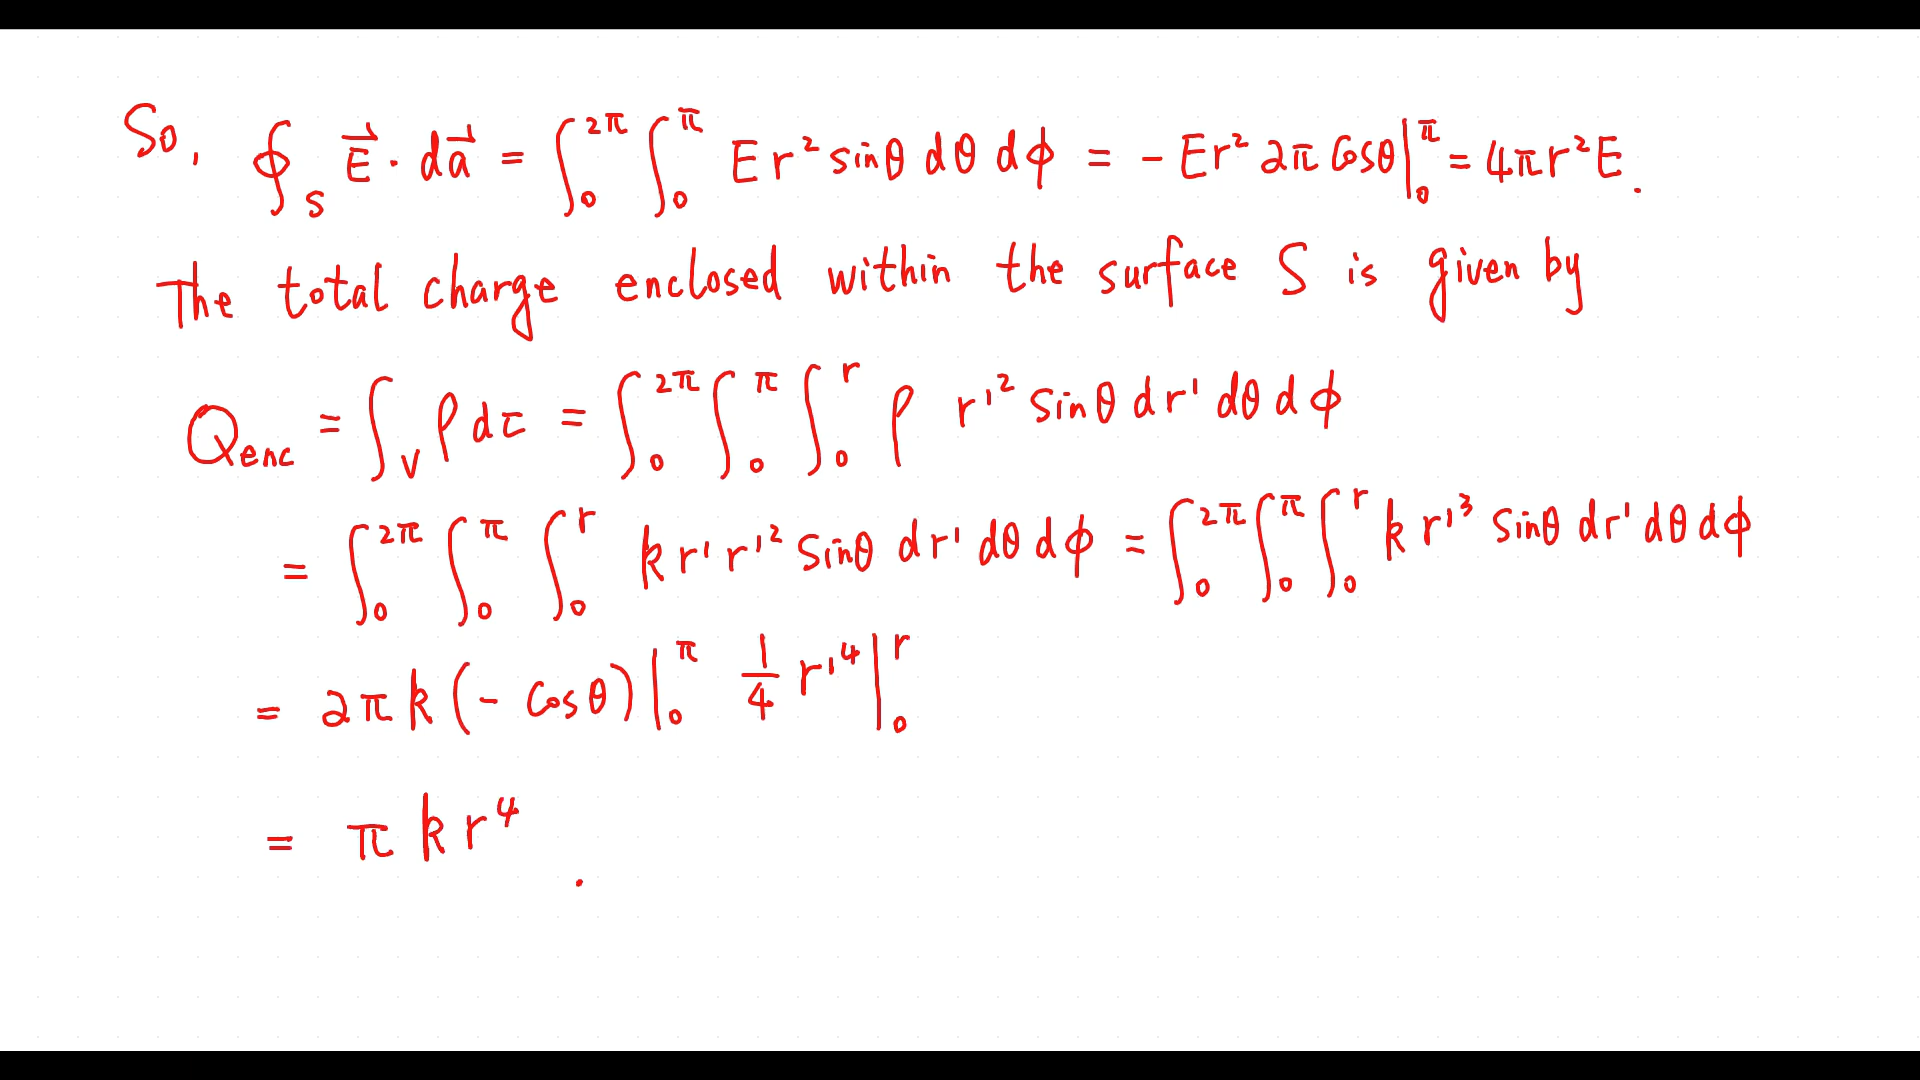 So, ∮_S E⃗ · da⃗ = ∫_0^{2π} ∫_0^π E r² sinθ dθ dϕ = - Er² 2π cosθ |_0^π = 4πr²E.
The total charge enclosed within the surface S is given by
Q_enc = ∫_V ρ dτ = ∫_0^{2π} ∫_0^π ∫_0^r ρ r'² sinθ dr' dθ dϕ
= ∫_0^{2π} ∫_0^π ∫_0^r k r' r'² sinθ dr' dθ dϕ = ∫_0^{2π} ∫_0^π ∫_0^r k r'³ sinθ dr' dθ dϕ
= 2πk (- cosθ) |_0^π 1/4 r'⁴ |_0^r
= π k r⁴ .